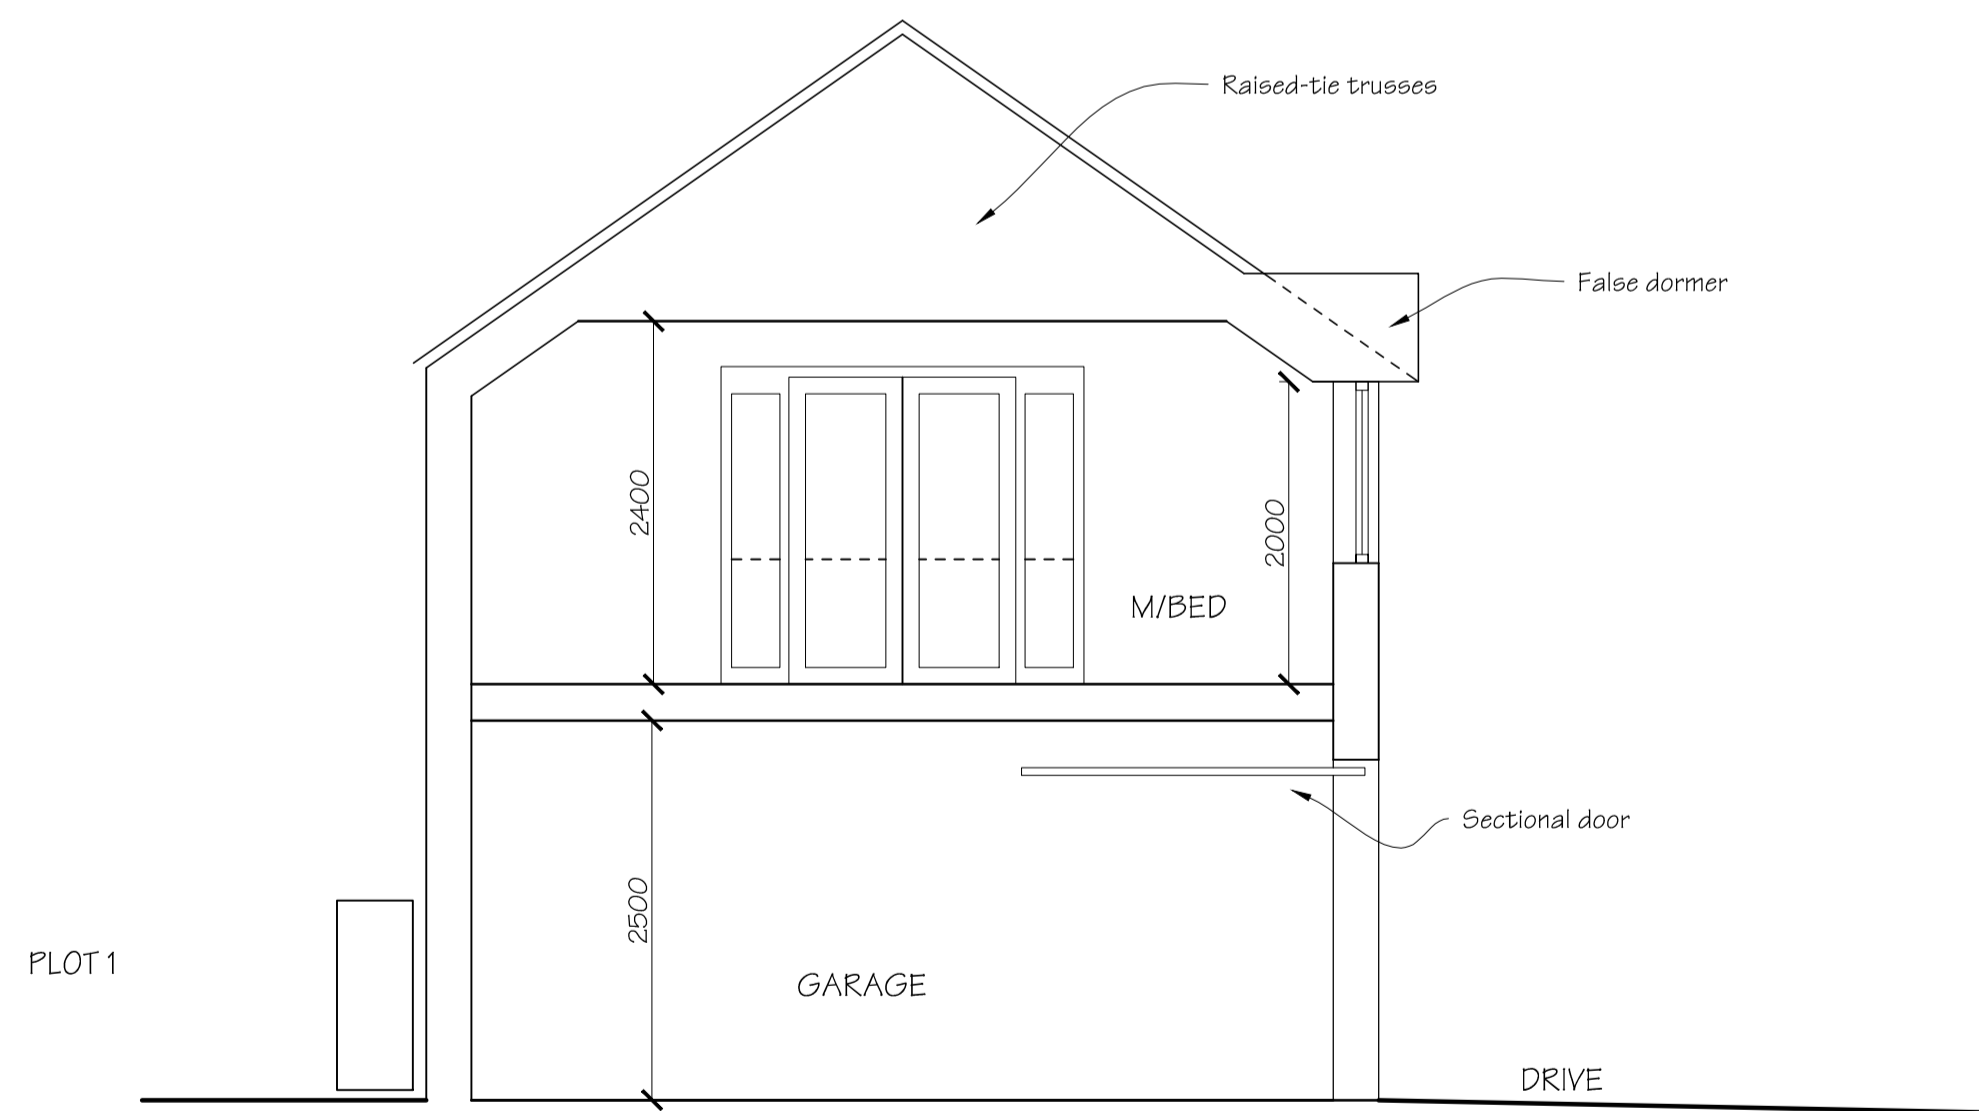 Raised-tie trusses
False dormer
2400
2000
M/BED
Sectional door
2500
PLOT 1
GARAGE
DRIVE